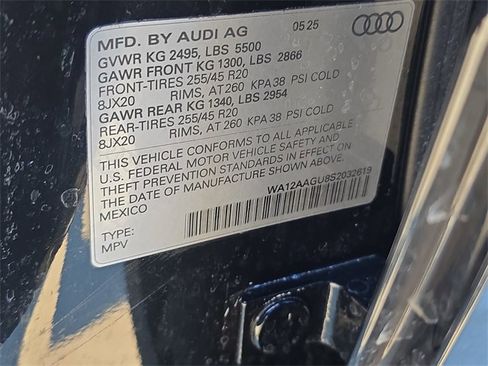 MFD. BY AUDI AG 05 25
GVWR KG 2495, LBS 5500
GAWR FRONT KG 1300, LBS 2866
FRONT-TIRES 255/45 R20
8JX20 RIMS, AT 260 KPA 38 PSI COLD
GAWR REAR KG 1340, LBS 2954
REAR-TIRES 255/45 R20
8JX20 RIMS, AT 260 KPA 38 PSI COLD
THIS VEHICLE CONFORMS TO ALL APPLICABLE
U.S. FEDERAL MOTOR VEHICLE SAFETY AND
THEFT PREVENTION STANDARDS IN EFFECT ON
THE DATE OF MANUFACTURE SHOWN ABOVE.
MEXICO
WA12AAGU8S2032619
TYPE:
MPV